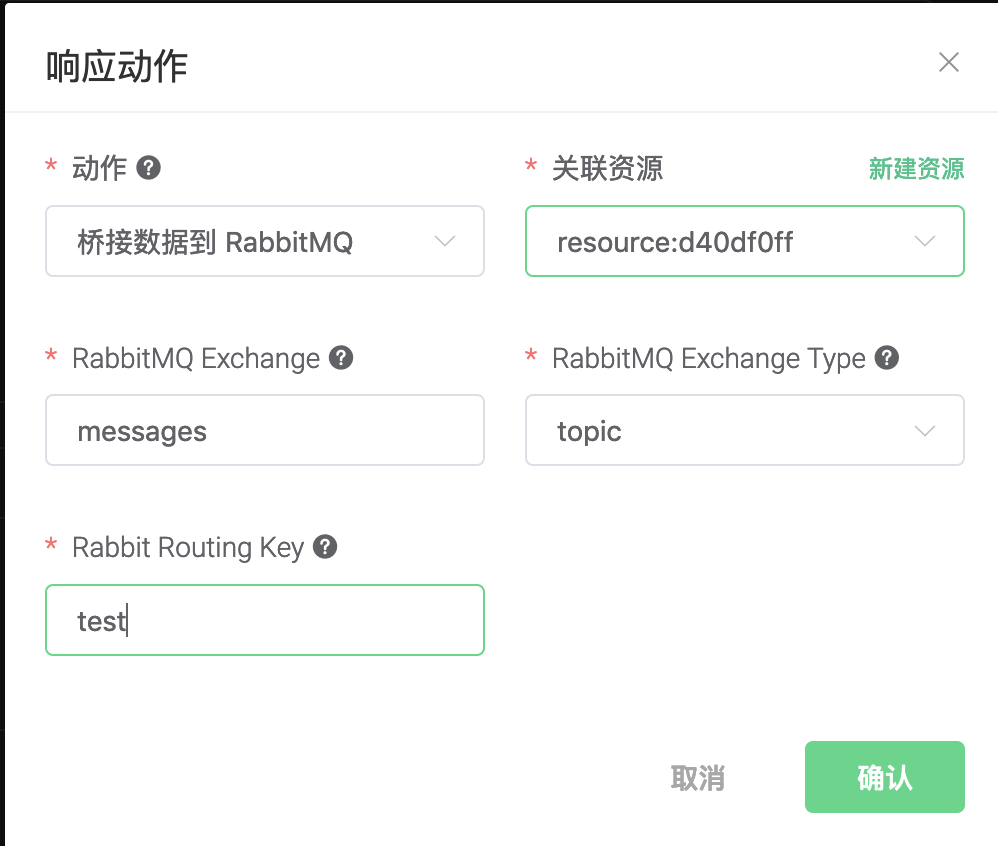 响应动作
* 动作
* 关联资源 新建资源
桥接数据到 RabbitMQ
resource:d40df0ff
* RabbitMQ Exchange
* RabbitMQ Exchange Type
messages
topic
* Rabbit Routing Key
test
取消
确认